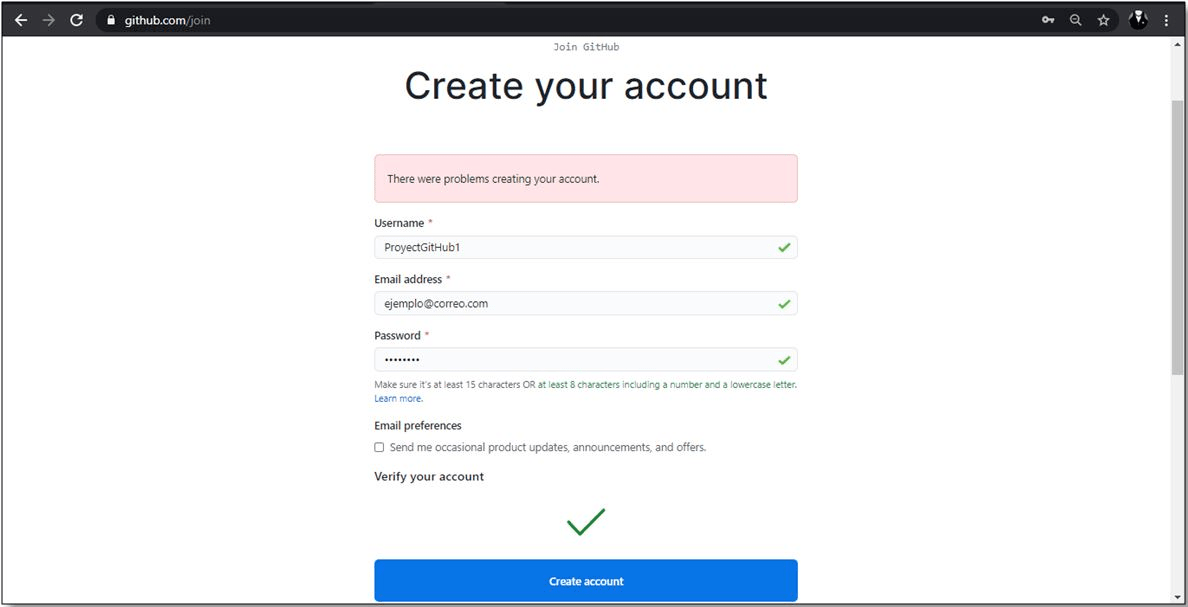 github.com/join
Join GitHub
Create your account
There were problems creating your account.
Username *
ProyectGitHub1
Email address *
ejemplo@correo.com
Password *
••••••••
Make sure it's at least 15 characters OR at least 8 characters including a number and a lowercase letter.
Learn more.
Email preferences
Send me occasional product updates, announcements, and offers.
Verify your account
Create account